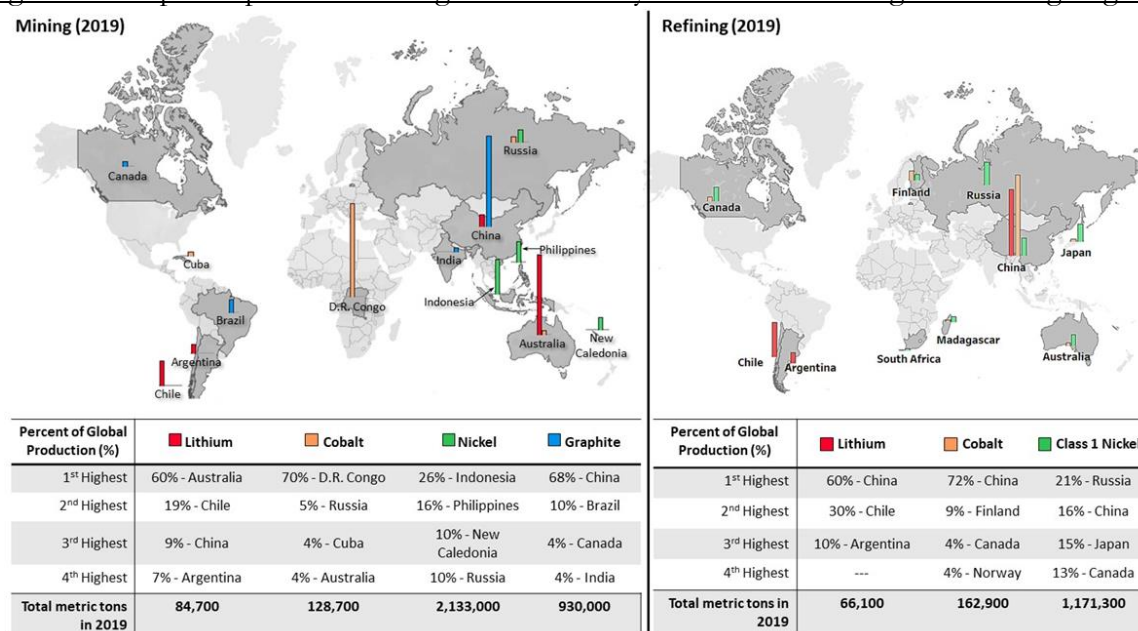 Mining (2019)
Canada
Cuba
Brazil
Argentina
Chile
D.R. Congo
Russia
China
India
Philippines
Indonesia
Australia
New
Caledonia
Percent of Global
Production (%)
Lithium
Cobalt
Nickel
Graphite
1st Highest
60% - Australia
70% - D.R. Congo
26% - Indonesia
68% - China
2nd Highest
19% - Chile
5% - Russia
16% - Philippines
10% - Brazil
3rd Highest
9% - China
4% - Cuba
10% - New
Caledonia
4% - Canada
4th Highest
7% - Argentina
4% - Australia
10% - Russia
4% - India
Total metric tons
in 2019
84,700
128,700
2,133,000
930,000
Refining (2019)
Canada
Finland
Russia
China
Japan
Chile
Argentina
South Africa
Madagascar
Australia
Percent of Global
Production (%)
Lithium
Cobalt
Class 1 Nickel
1st Highest
60% - China
72% - China
21% - Russia
2nd Highest
30% - Chile
9% - Finland
16% - China
3rd Highest
10% - Argentina
4% - Canada
15% - Japan
4th Highest
---
4% - Norway
13% - Canada
Total metric tons in
2019
66,100
162,900
1,171,300